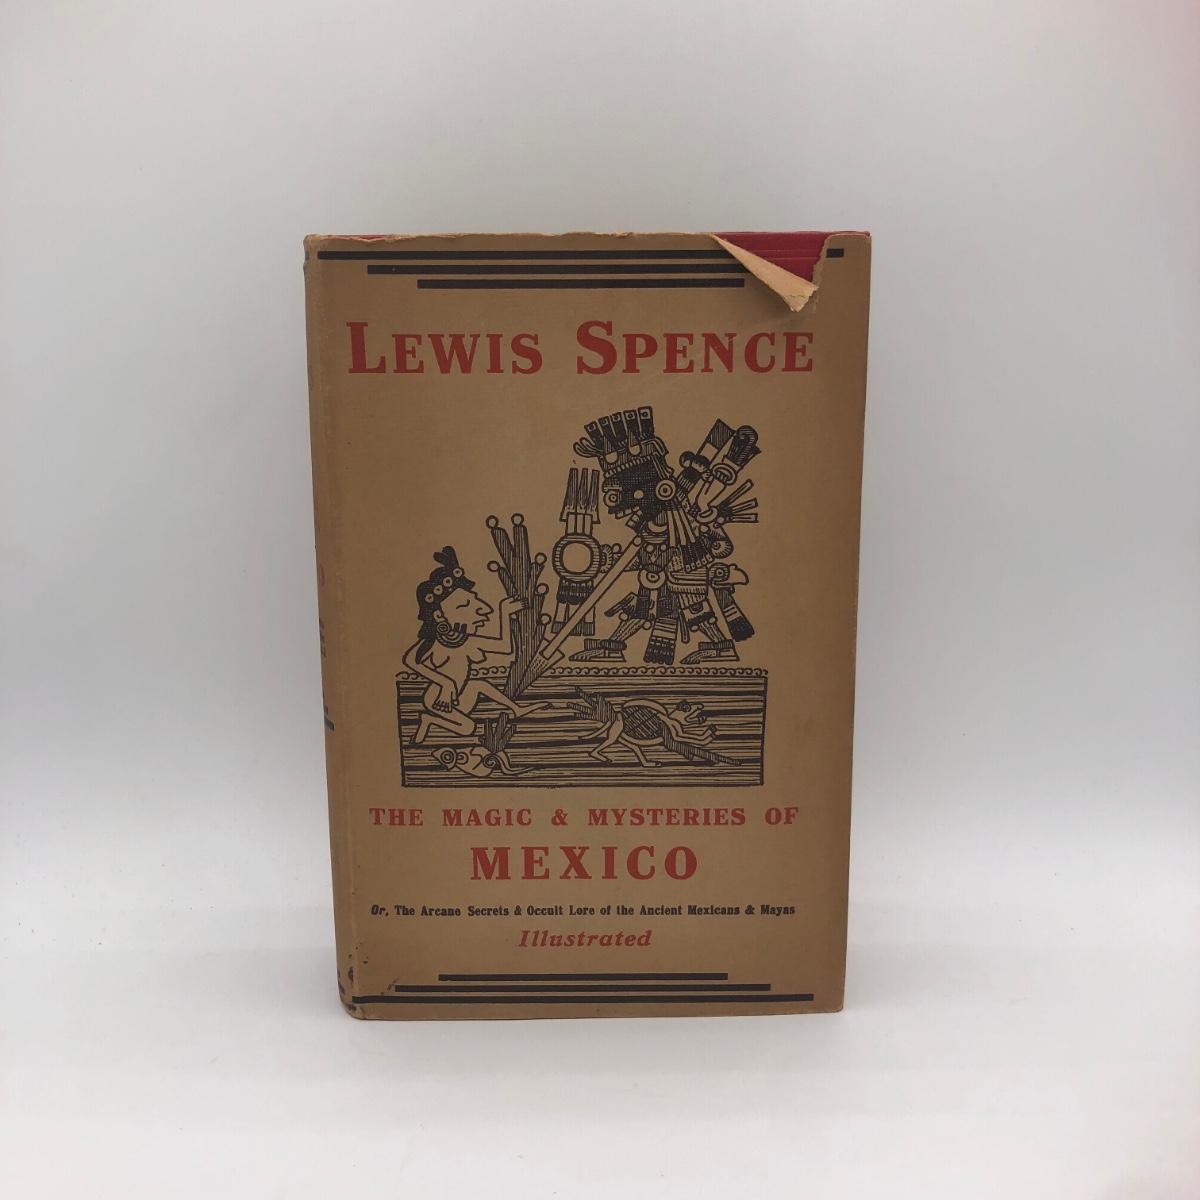 LEWIS SPENCE
THE MAGIC & MYSTERIES OF
MEXICO
Or, The Arcane Secrets & Occult Lore of the Ancient Mexicans & Mayas
Illustrated